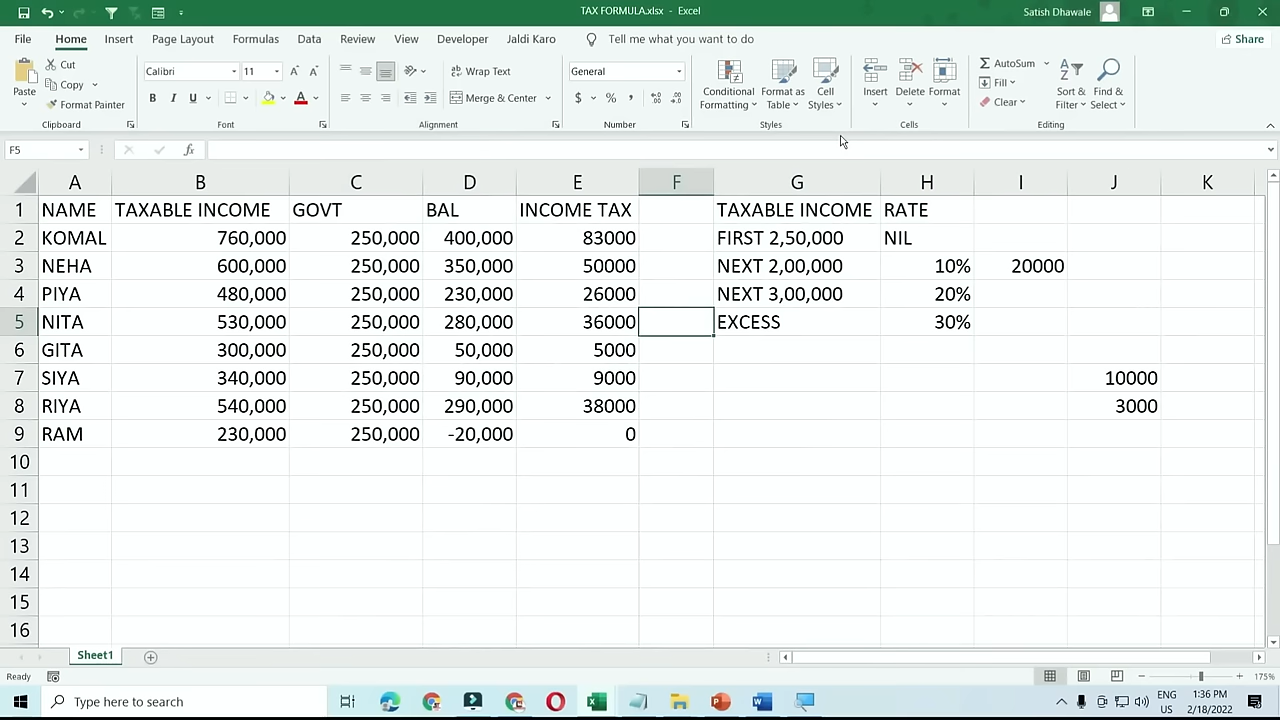 TAX FORMULA.xlsx - Excel
Satish Dhawale
File Home Insert Page Layout Formulas Data Review View Developer Jaldi Karo Tell me what you want to do Share
Paste
Cut
Copy
Format Painter
Clipboard
Calibri 11
B I U
Font
Wrap Text
Merge & Center
Alignment
General
$ % ,
Number
Conditional Formatting
Format as Table
Cell Styles
Styles
Insert Delete Format
Cells
AutoSum
Fill
Clear
Sort & Filter
Find & Select
Editing
F5 fx
A B C D E F G H I J K
1 NAME TAXABLE INCOME GOVT BAL INCOME TAX TAXABLE INCOME RATE
2 KOMAL 760,000 250,000 400,000 83000 FIRST 2,50,000 NIL
3 NEHA 600,000 250,000 350,000 50000 NEXT 2,00,000 10% 20000
4 PIYA 480,000 250,000 230,000 26000 NEXT 3,00,000 20%
5 NITA 530,000 250,000 280,000 36000 EXCESS 30%
6 GITA 300,000 250,000 50,000 5000
7 SIYA 340,000 250,000 90,000 9000 10000
8 RIYA 540,000 250,000 290,000 38000 3000
9 RAM 230,000 250,000 -20,000 0
10
11
12
13
14
15
16
Sheet1
Ready 175%
Type here to search
ENG 1:36 PM
US 2/18/2022